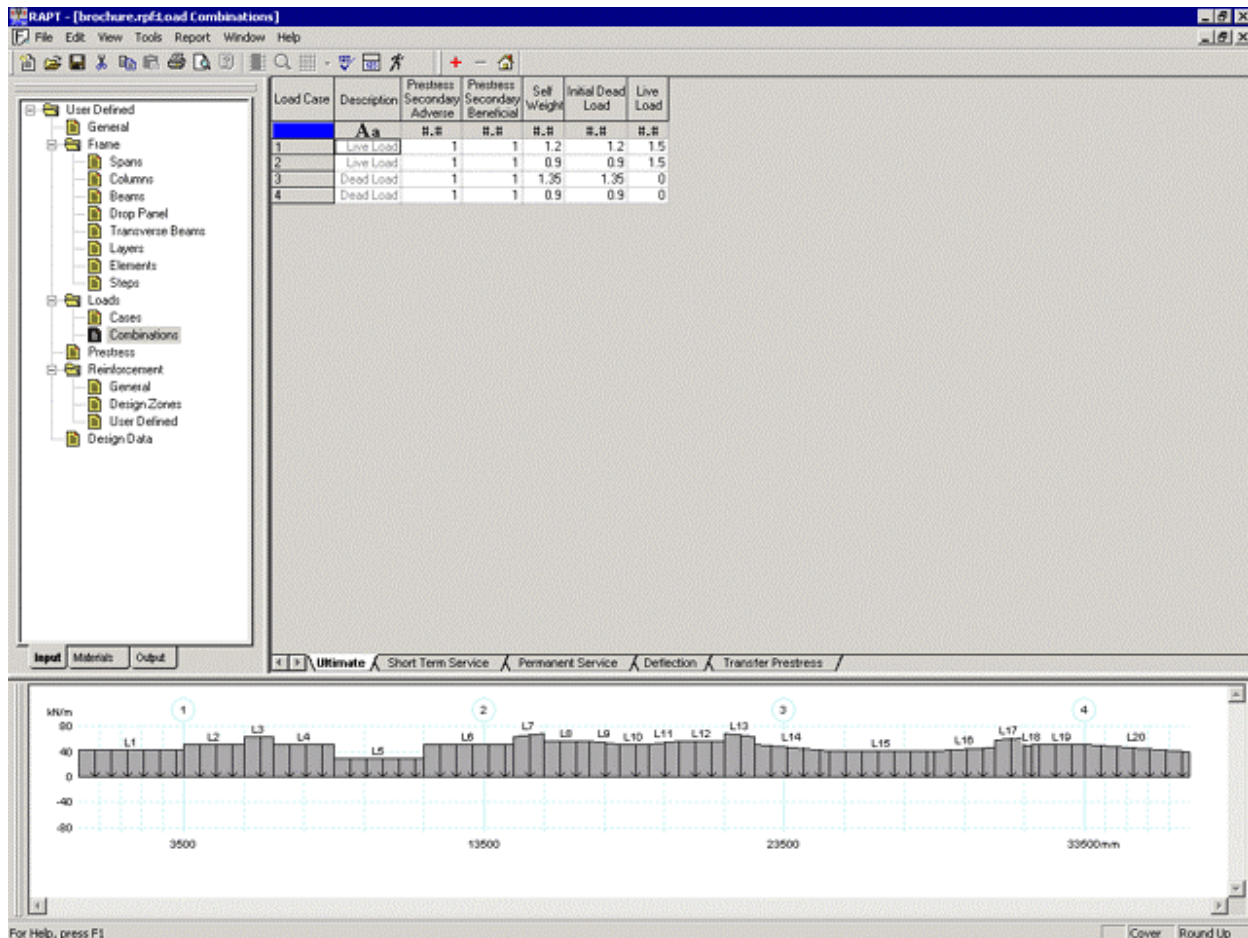 RAPT - [brochure.rpf:Load Combinations]
File Edit View Tools Report Window Help
User Defined
General
Frame
Spans
Columns
Beams
Drop Panel
Transverse Beams
Layers
Elements
Steps
Loads
Cases
Combinations
Prestress
Reinforcement
General
Design Zones
User Defined
Design Data
Input Materials Output
Load Case Description Prestress Secondary Adverse Prestress Secondary Beneficial Self Weight Initial Dead Load Live Load
Aa #.# #.# #.# #.# #.#
1 Live Load 1 1 1.2 1.2 1.5
2 Live Load 1 1 0.9 0.9 1.5
3 Dead Load 1 1 1.35 1.35 0
4 Dead Load 1 1 0.9 0.9 0
Ultimate Short Term Service Permanent Service Deflection Transfer Prestress
kN/m
1 2 3 4
80
L1 L2 L3 L4 L5 L6 L7 L8 L9 L10 L11 L12 L13 L14 L15 L16 L17 L18 L19 L20
40
0
-40
-80
3500 13500 23500 33500mm
For Help, press F1 Cover Round Up